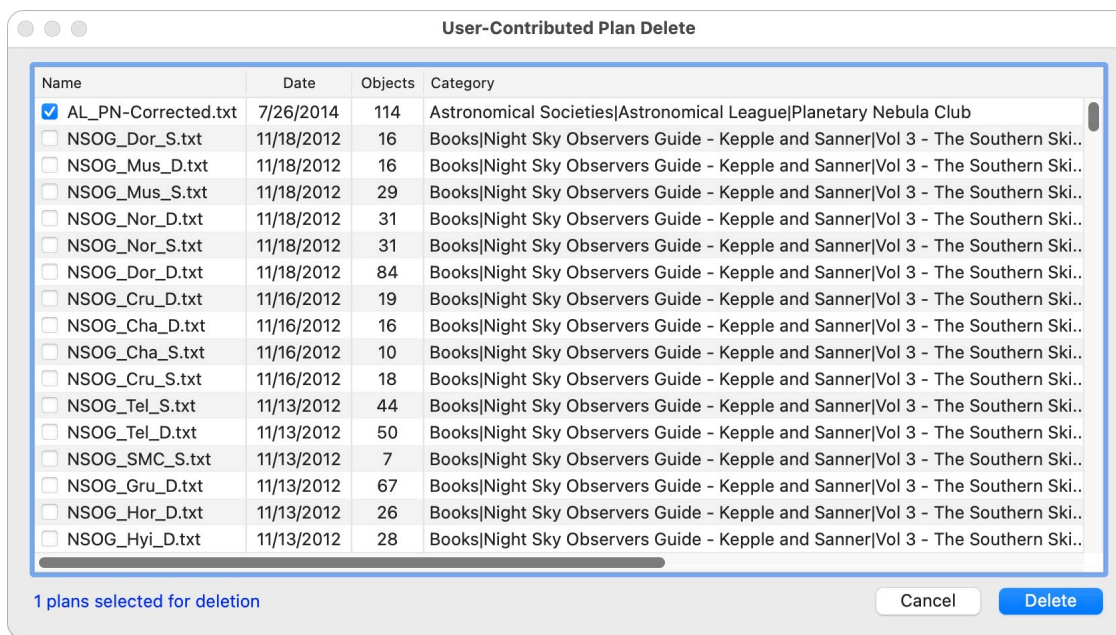 User-Contributed Plan Delete
Name Date Objects Category
AL_PN-Corrected.txt 7/26/2014 114 Astronomical Societies|Astronomical League|Planetary Nebula Club
NSOG_Dor_S.txt 11/18/2012 16 Books|Night Sky Observers Guide - Kepple and Sanner|Vol 3 - The Southern Ski..
NSOG_Mus_D.txt 11/18/2012 16 Books|Night Sky Observers Guide - Kepple and Sanner|Vol 3 - The Southern Ski..
NSOG_Mus_S.txt 11/18/2012 29 Books|Night Sky Observers Guide - Kepple and Sanner|Vol 3 - The Southern Ski..
NSOG_Nor_D.txt 11/18/2012 31 Books|Night Sky Observers Guide - Kepple and Sanner|Vol 3 - The Southern Ski..
NSOG_Nor_S.txt 11/18/2012 31 Books|Night Sky Observers Guide - Kepple and Sanner|Vol 3 - The Southern Ski..
NSOG_Dor_D.txt 11/18/2012 84 Books|Night Sky Observers Guide - Kepple and Sanner|Vol 3 - The Southern Ski..
NSOG_Cru_D.txt 11/16/2012 19 Books|Night Sky Observers Guide - Kepple and Sanner|Vol 3 - The Southern Ski..
NSOG_Cha_D.txt 11/16/2012 16 Books|Night Sky Observers Guide - Kepple and Sanner|Vol 3 - The Southern Ski..
NSOG_Cha_S.txt 11/16/2012 10 Books|Night Sky Observers Guide - Kepple and Sanner|Vol 3 - The Southern Ski..
NSOG_Cru_S.txt 11/16/2012 18 Books|Night Sky Observers Guide - Kepple and Sanner|Vol 3 - The Southern Ski..
NSOG_Tel_S.txt 11/13/2012 44 Books|Night Sky Observers Guide - Kepple and Sanner|Vol 3 - The Southern Ski..
NSOG_Tel_D.txt 11/13/2012 50 Books|Night Sky Observers Guide - Kepple and Sanner|Vol 3 - The Southern Ski..
NSOG_SMC_S.txt 11/13/2012 7 Books|Night Sky Observers Guide - Kepple and Sanner|Vol 3 - The Southern Ski..
NSOG_Gru_D.txt 11/13/2012 67 Books|Night Sky Observers Guide - Kepple and Sanner|Vol 3 - The Southern Ski..
NSOG_Hor_D.txt 11/13/2012 26 Books|Night Sky Observers Guide - Kepple and Sanner|Vol 3 - The Southern Ski..
NSOG_Hyi_D.txt 11/13/2012 28 Books|Night Sky Observers Guide - Kepple and Sanner|Vol 3 - The Southern Ski..
1 plans selected for deletion Cancel Delete